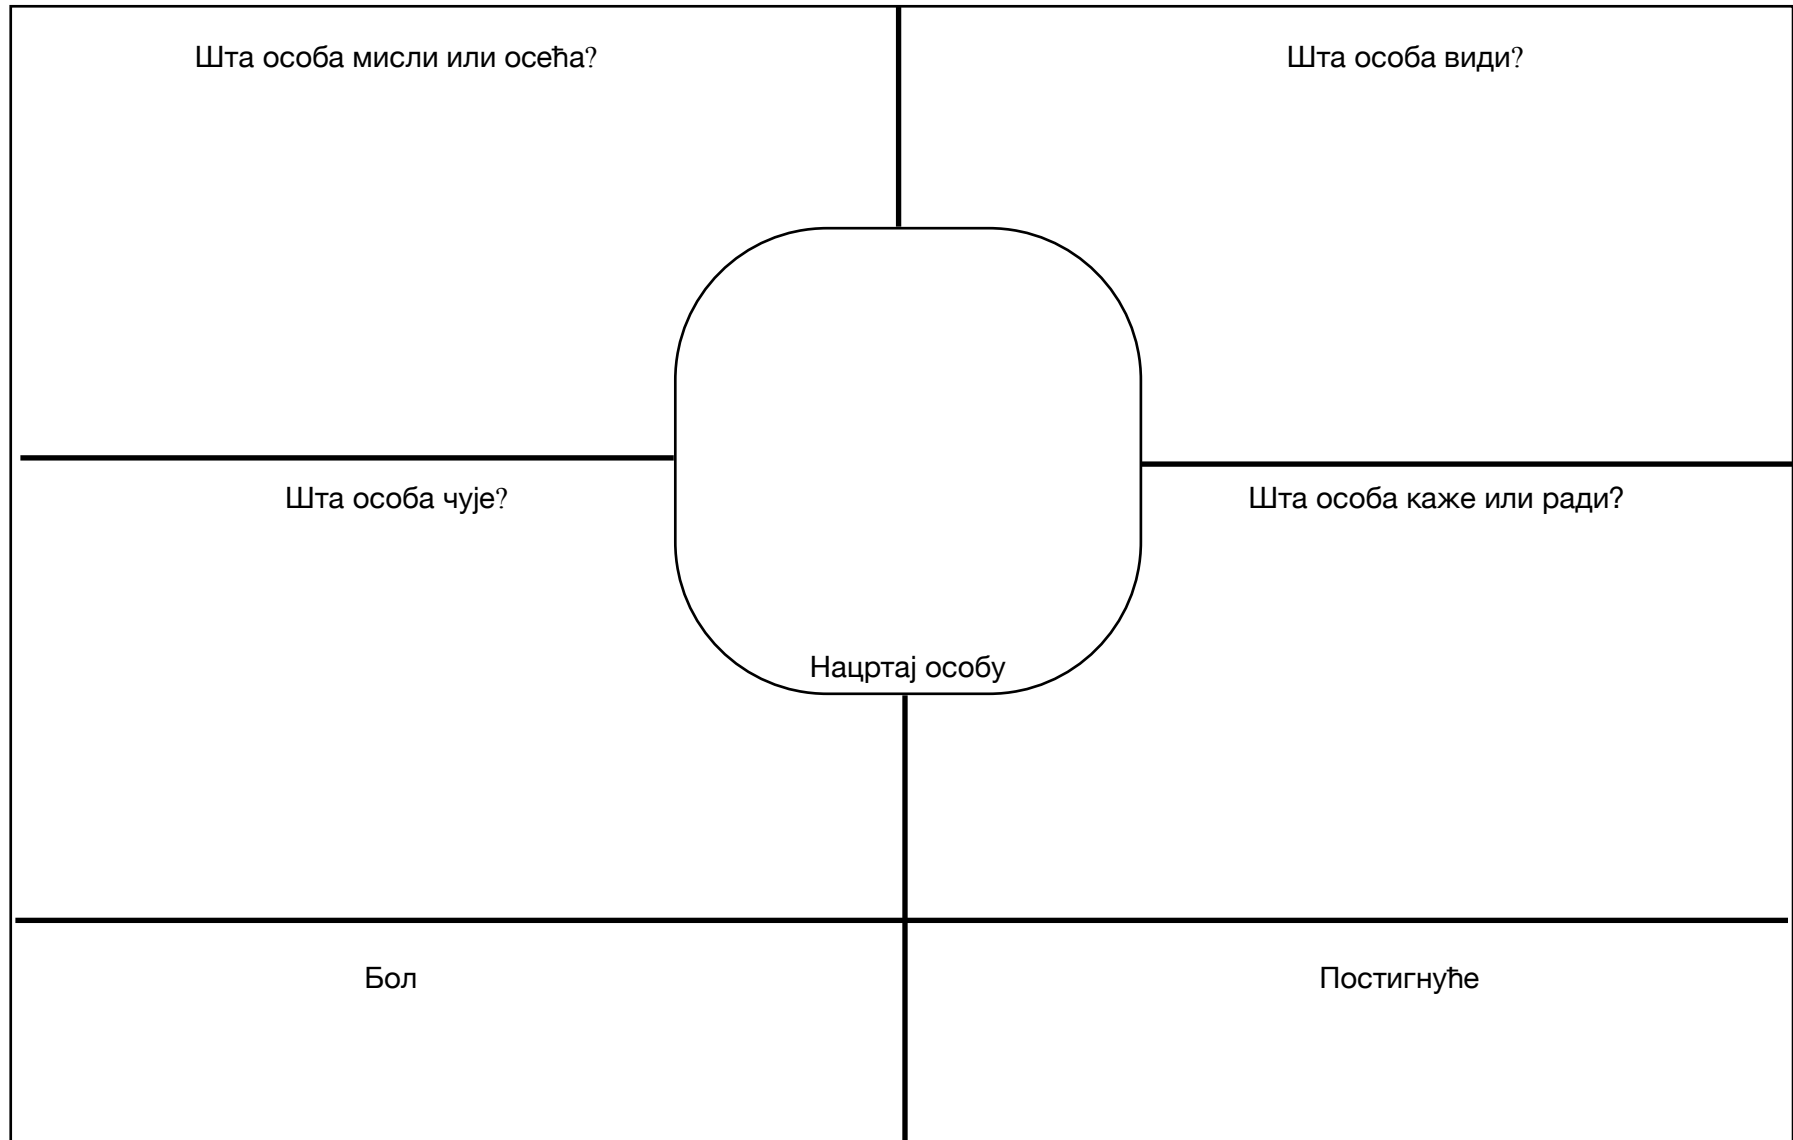 Шта особа мисли или осећа?
Шта особа види?
Шта особа чује?
Шта особа каже или ради?
Нацртај особу
Бол
Постигнуће